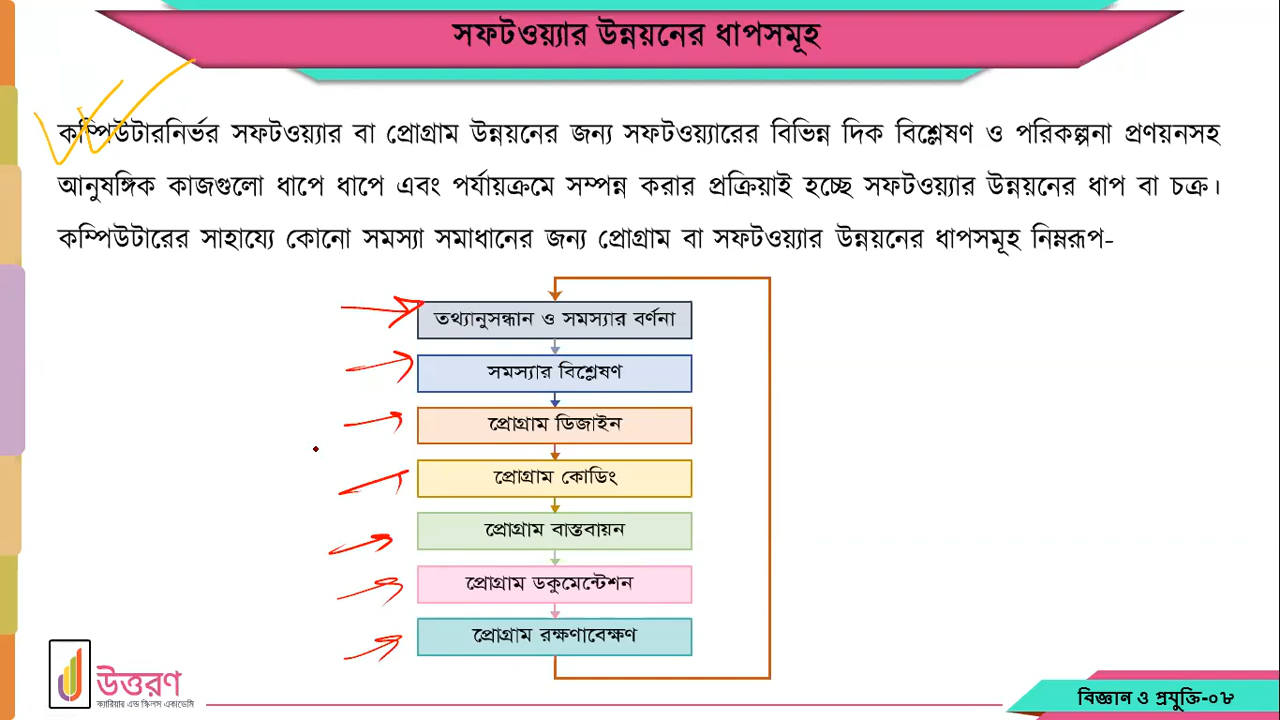 সফটওয়্যার উন্নয়নের ধাপসমূহ
কম্পিউটারনির্ভর সফটওয়্যার বা প্রোগ্রাম উন্নয়নের জন্য সফটওয়্যারের বিভিন্ন দিক বিশ্লেষণ ও পরিকল্পনা প্রণয়নসহ
আনুষঙ্গিক কাজগুলো ধাপে ধাপে এবং পর্যায়ক্রমে সম্পন্ন করার প্রক্রিয়াই হচ্ছে সফটওয়্যার উন্নয়নের ধাপ বা চক্র।
কম্পিউটারের সাহায্যে কোনো সমস্যা সমাধানের জন্য প্রোগ্রাম বা সফটওয়্যার উন্নয়নের ধাপসমূহ নিম্নরূপ-
তথ্যানুসন্ধান ও সমস্যার বর্ণনা
সমস্যার বিশ্লেষণ
প্রোগ্রাম ডিজাইন
প্রোগ্রাম কোডিং
প্রোগ্রাম বাস্তবায়ন
প্রোগ্রাম ডকুমেন্টেশন
প্রোগ্রাম রক্ষণাবেক্ষণ
উত্তরণ
ক্যারিয়ার এন্ড স্কিলস একাডেমি
বিজ্ঞান ও প্রযুক্তি-০৮